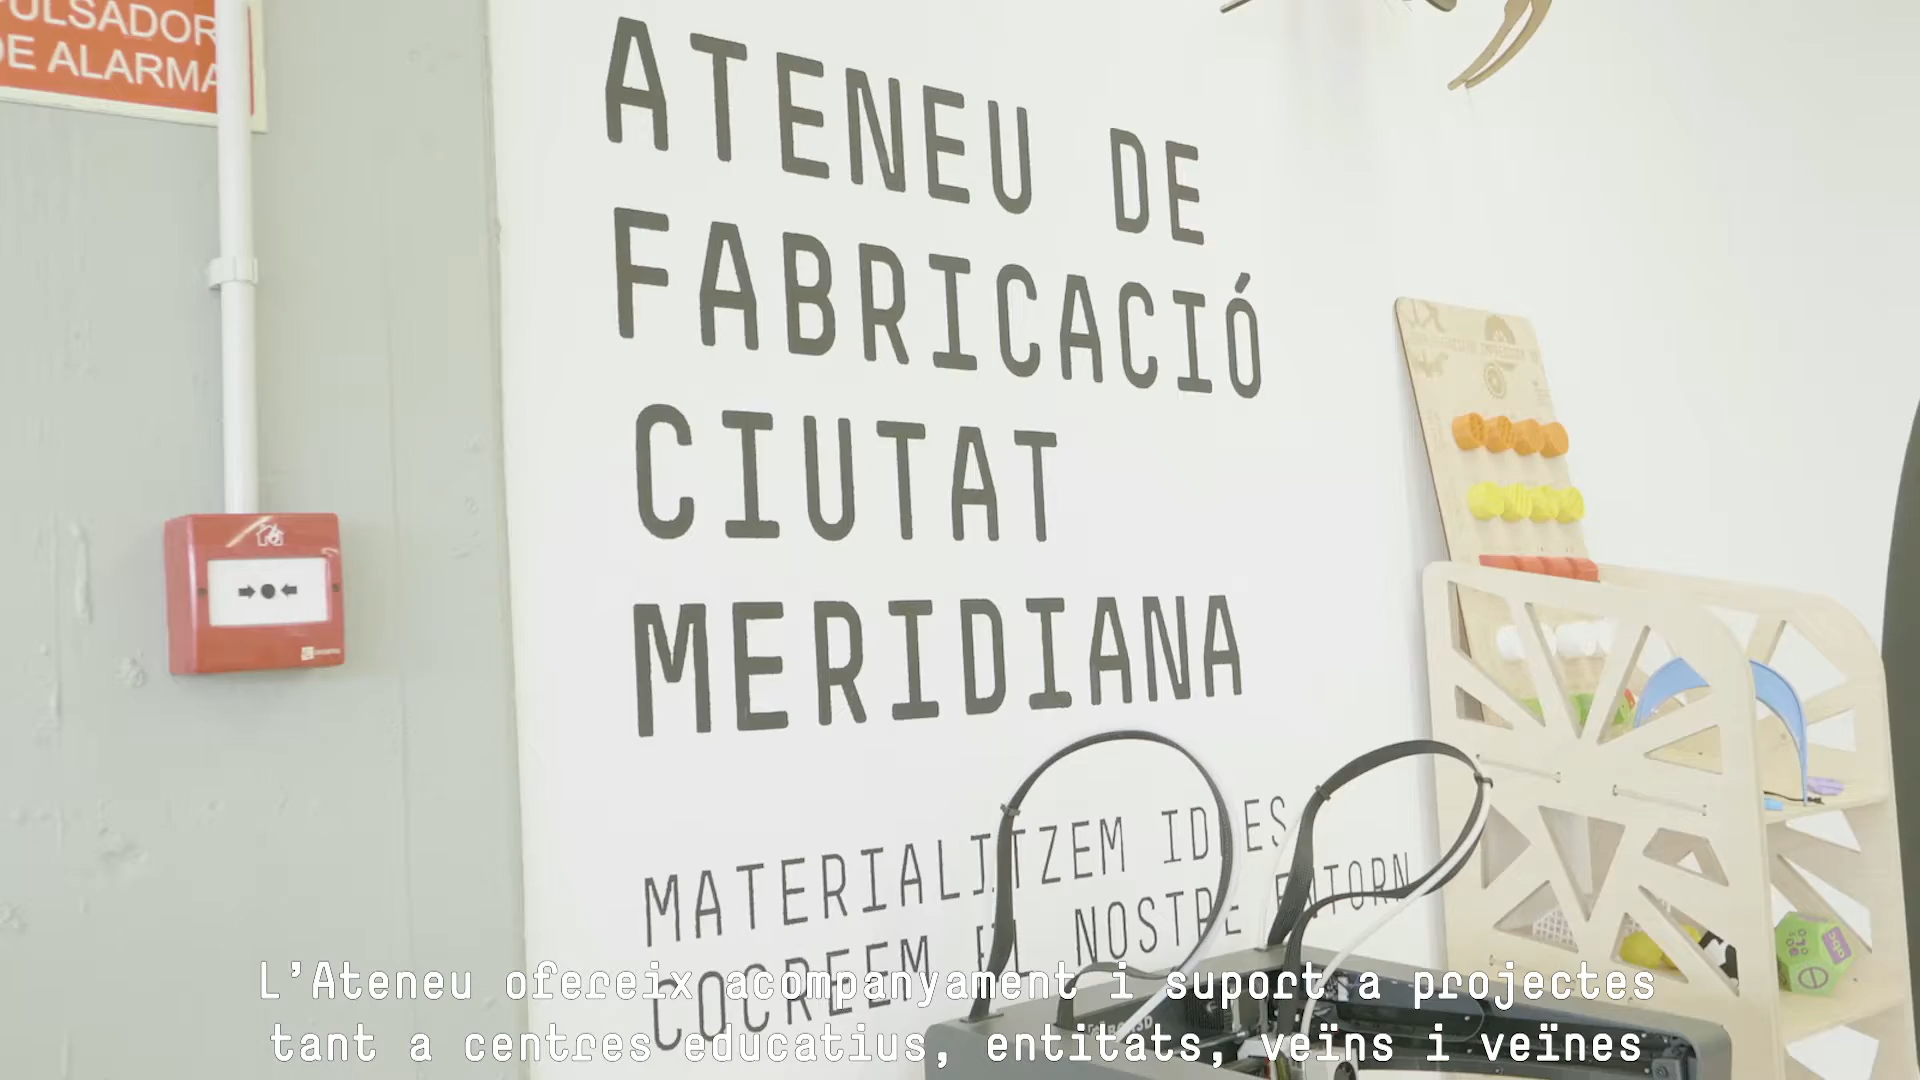 PULSADOR
DE ALARMA
ATENEU DE
FABRICACIÓ
CIUTAT
MERIDIANA
MATERIALITZEM IDEES
COCREEM EL NOSTRE ENTORN
L'Ateneu ofereix acompanyament i suport a projectes
tant a centres educatius, entitats, veïns i veïnes